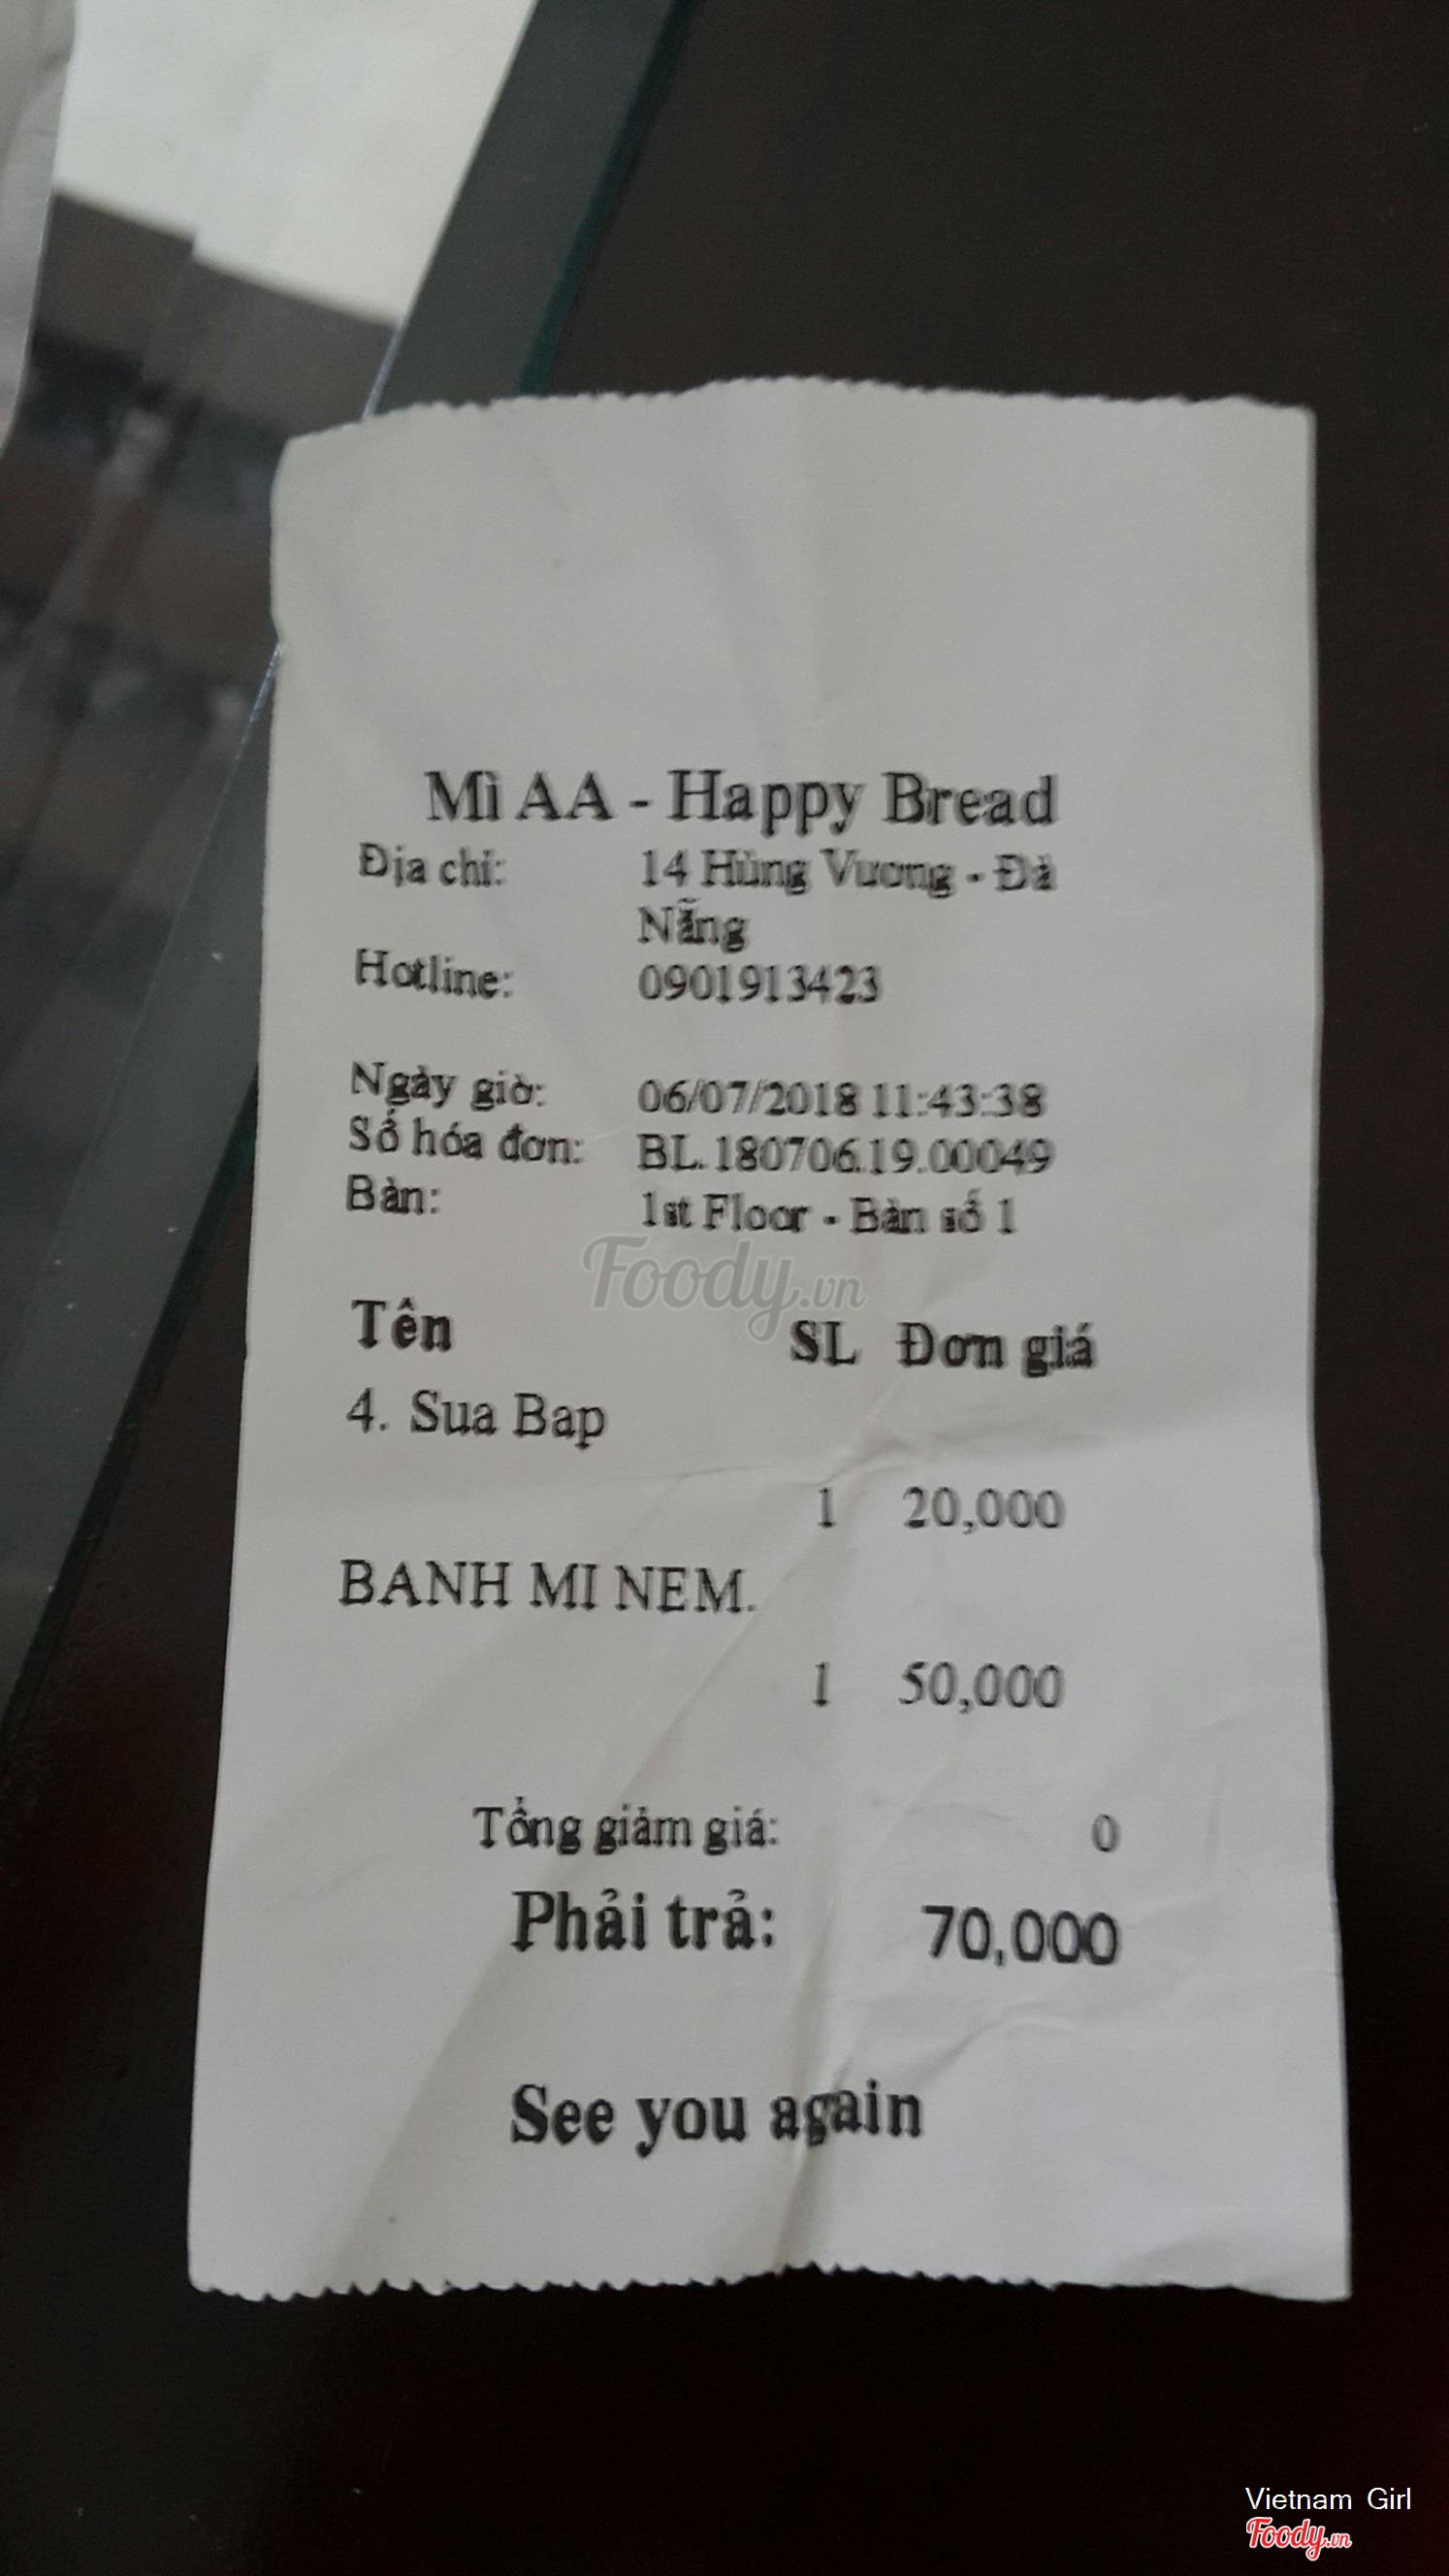 Mì AA - Happy Bread
Địa chỉ: 14 Hùng Vương - Đà
Nẵng
Hotline: 0901913423
Ngày giờ: 06/07/2018 11:43:38
Số hóa đơn: BL.180706.19.00049
Bàn: 1st Floor - Bàn số 1
Foody.vn
Tên SL Đơn giá
4. Sua Bap
1 20,000
BANH MI NEM.
1 50,000
Tổng giảm giá: 0
Phải trả: 70,000
See you again
Vietnam Girl
Foody.vn